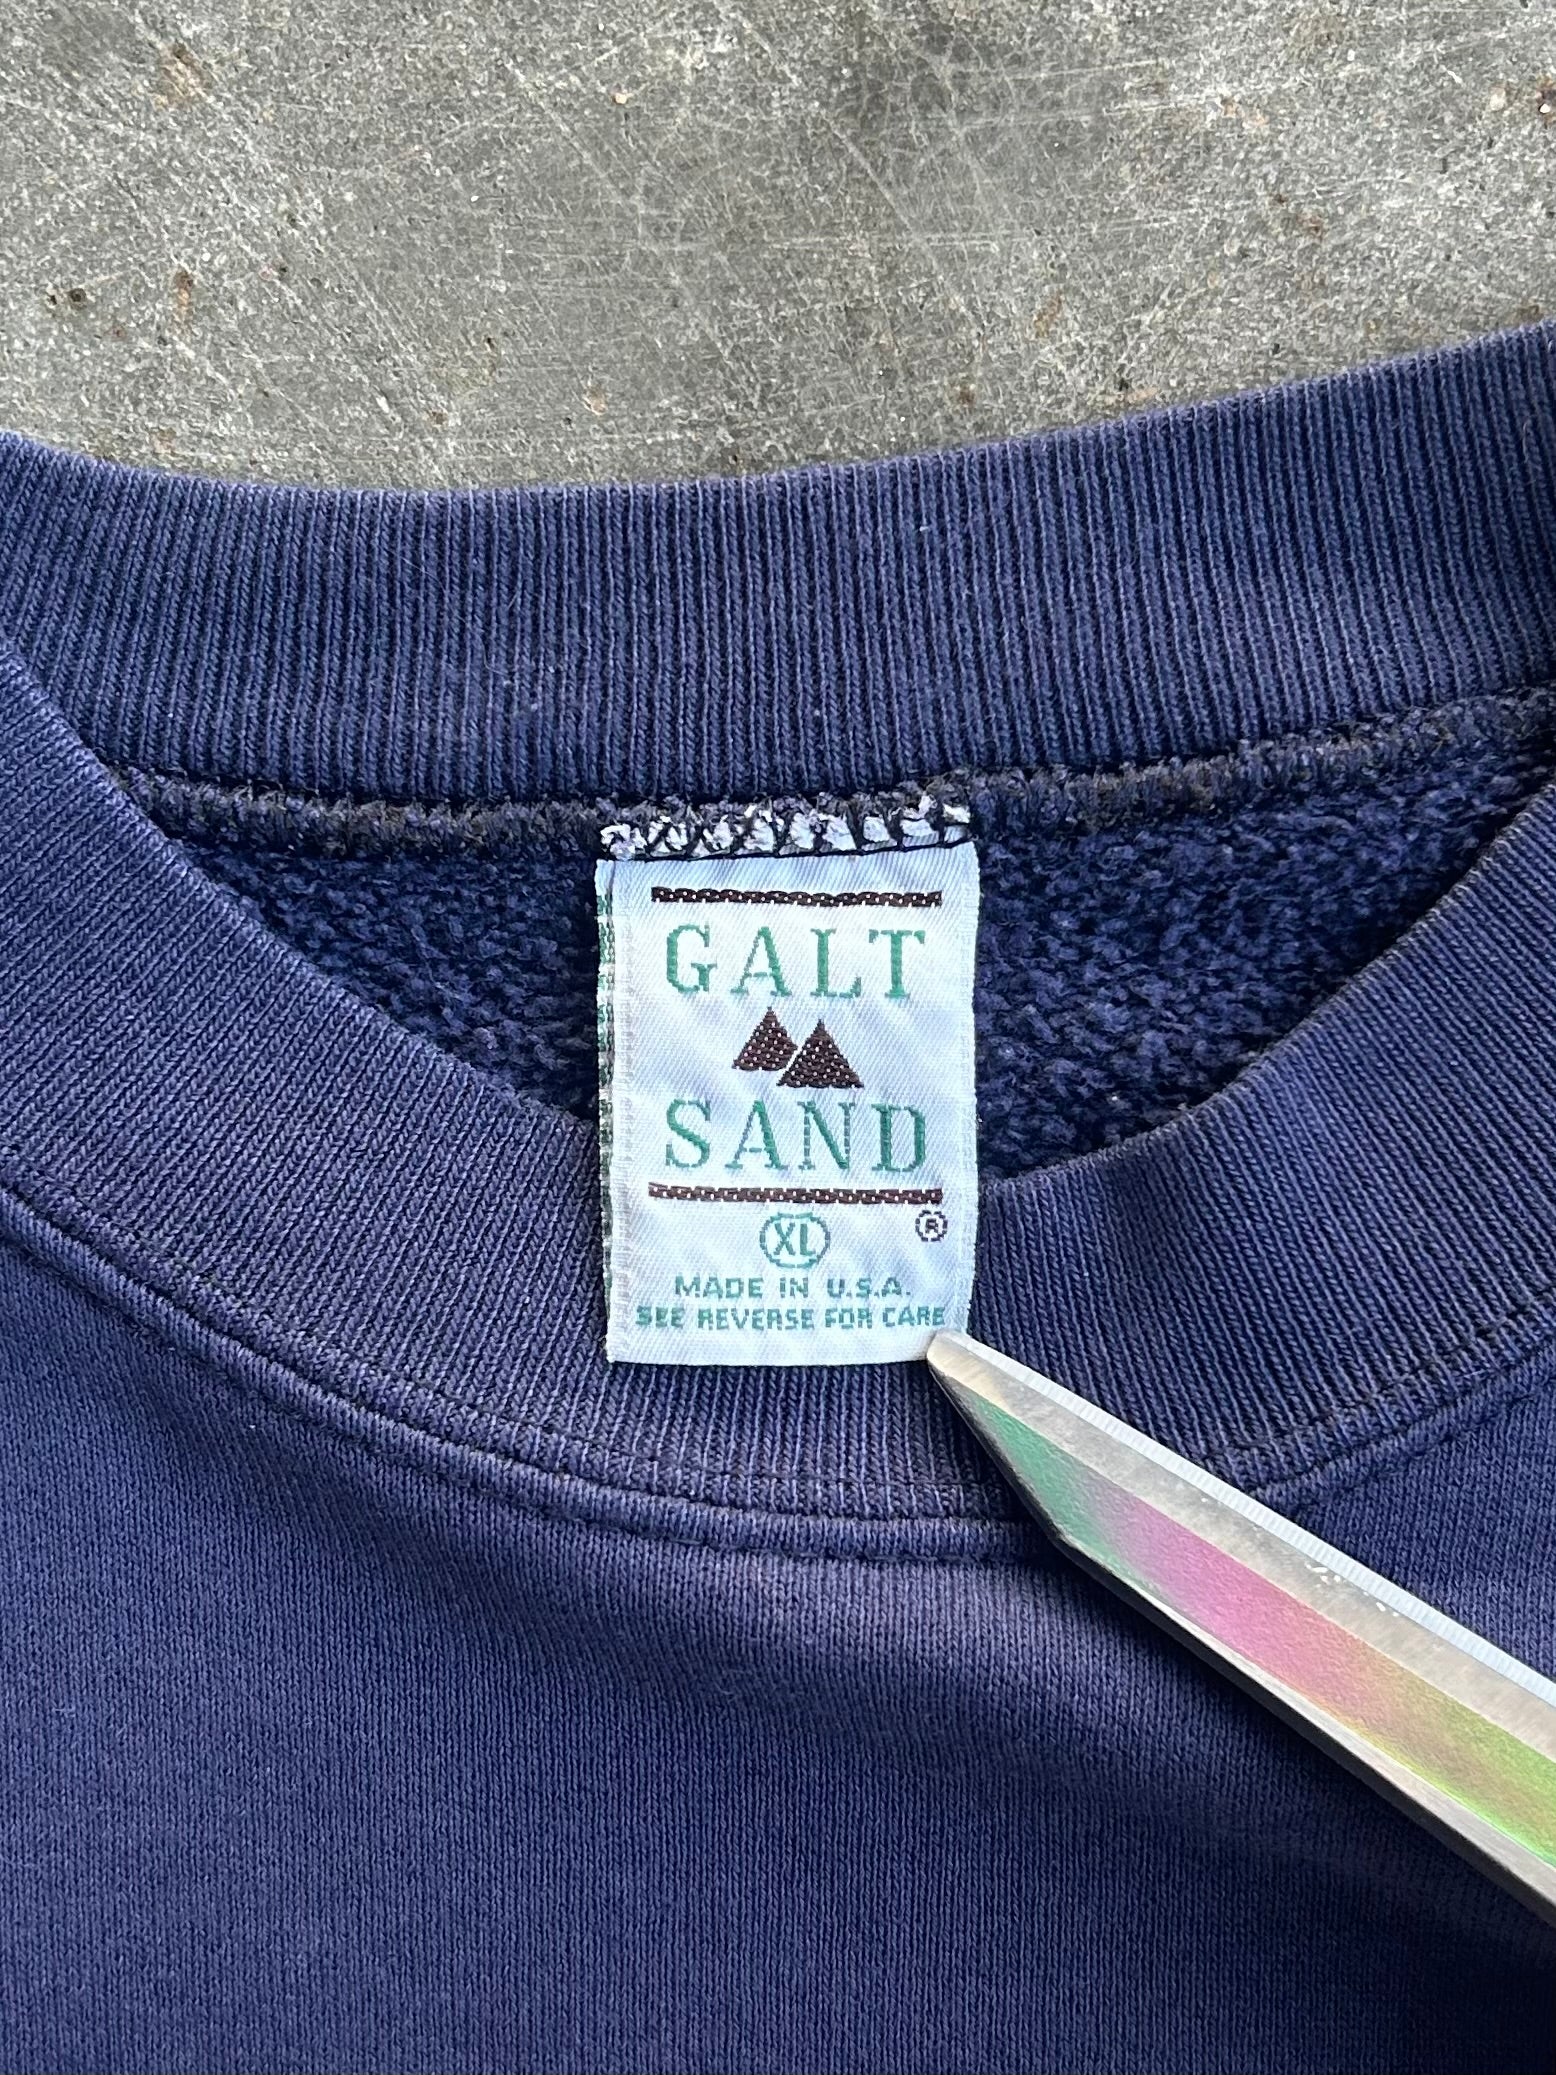 GALT
SAND
XL ®
MADE IN U.S.A.
SEE REVERSE FOR CARE